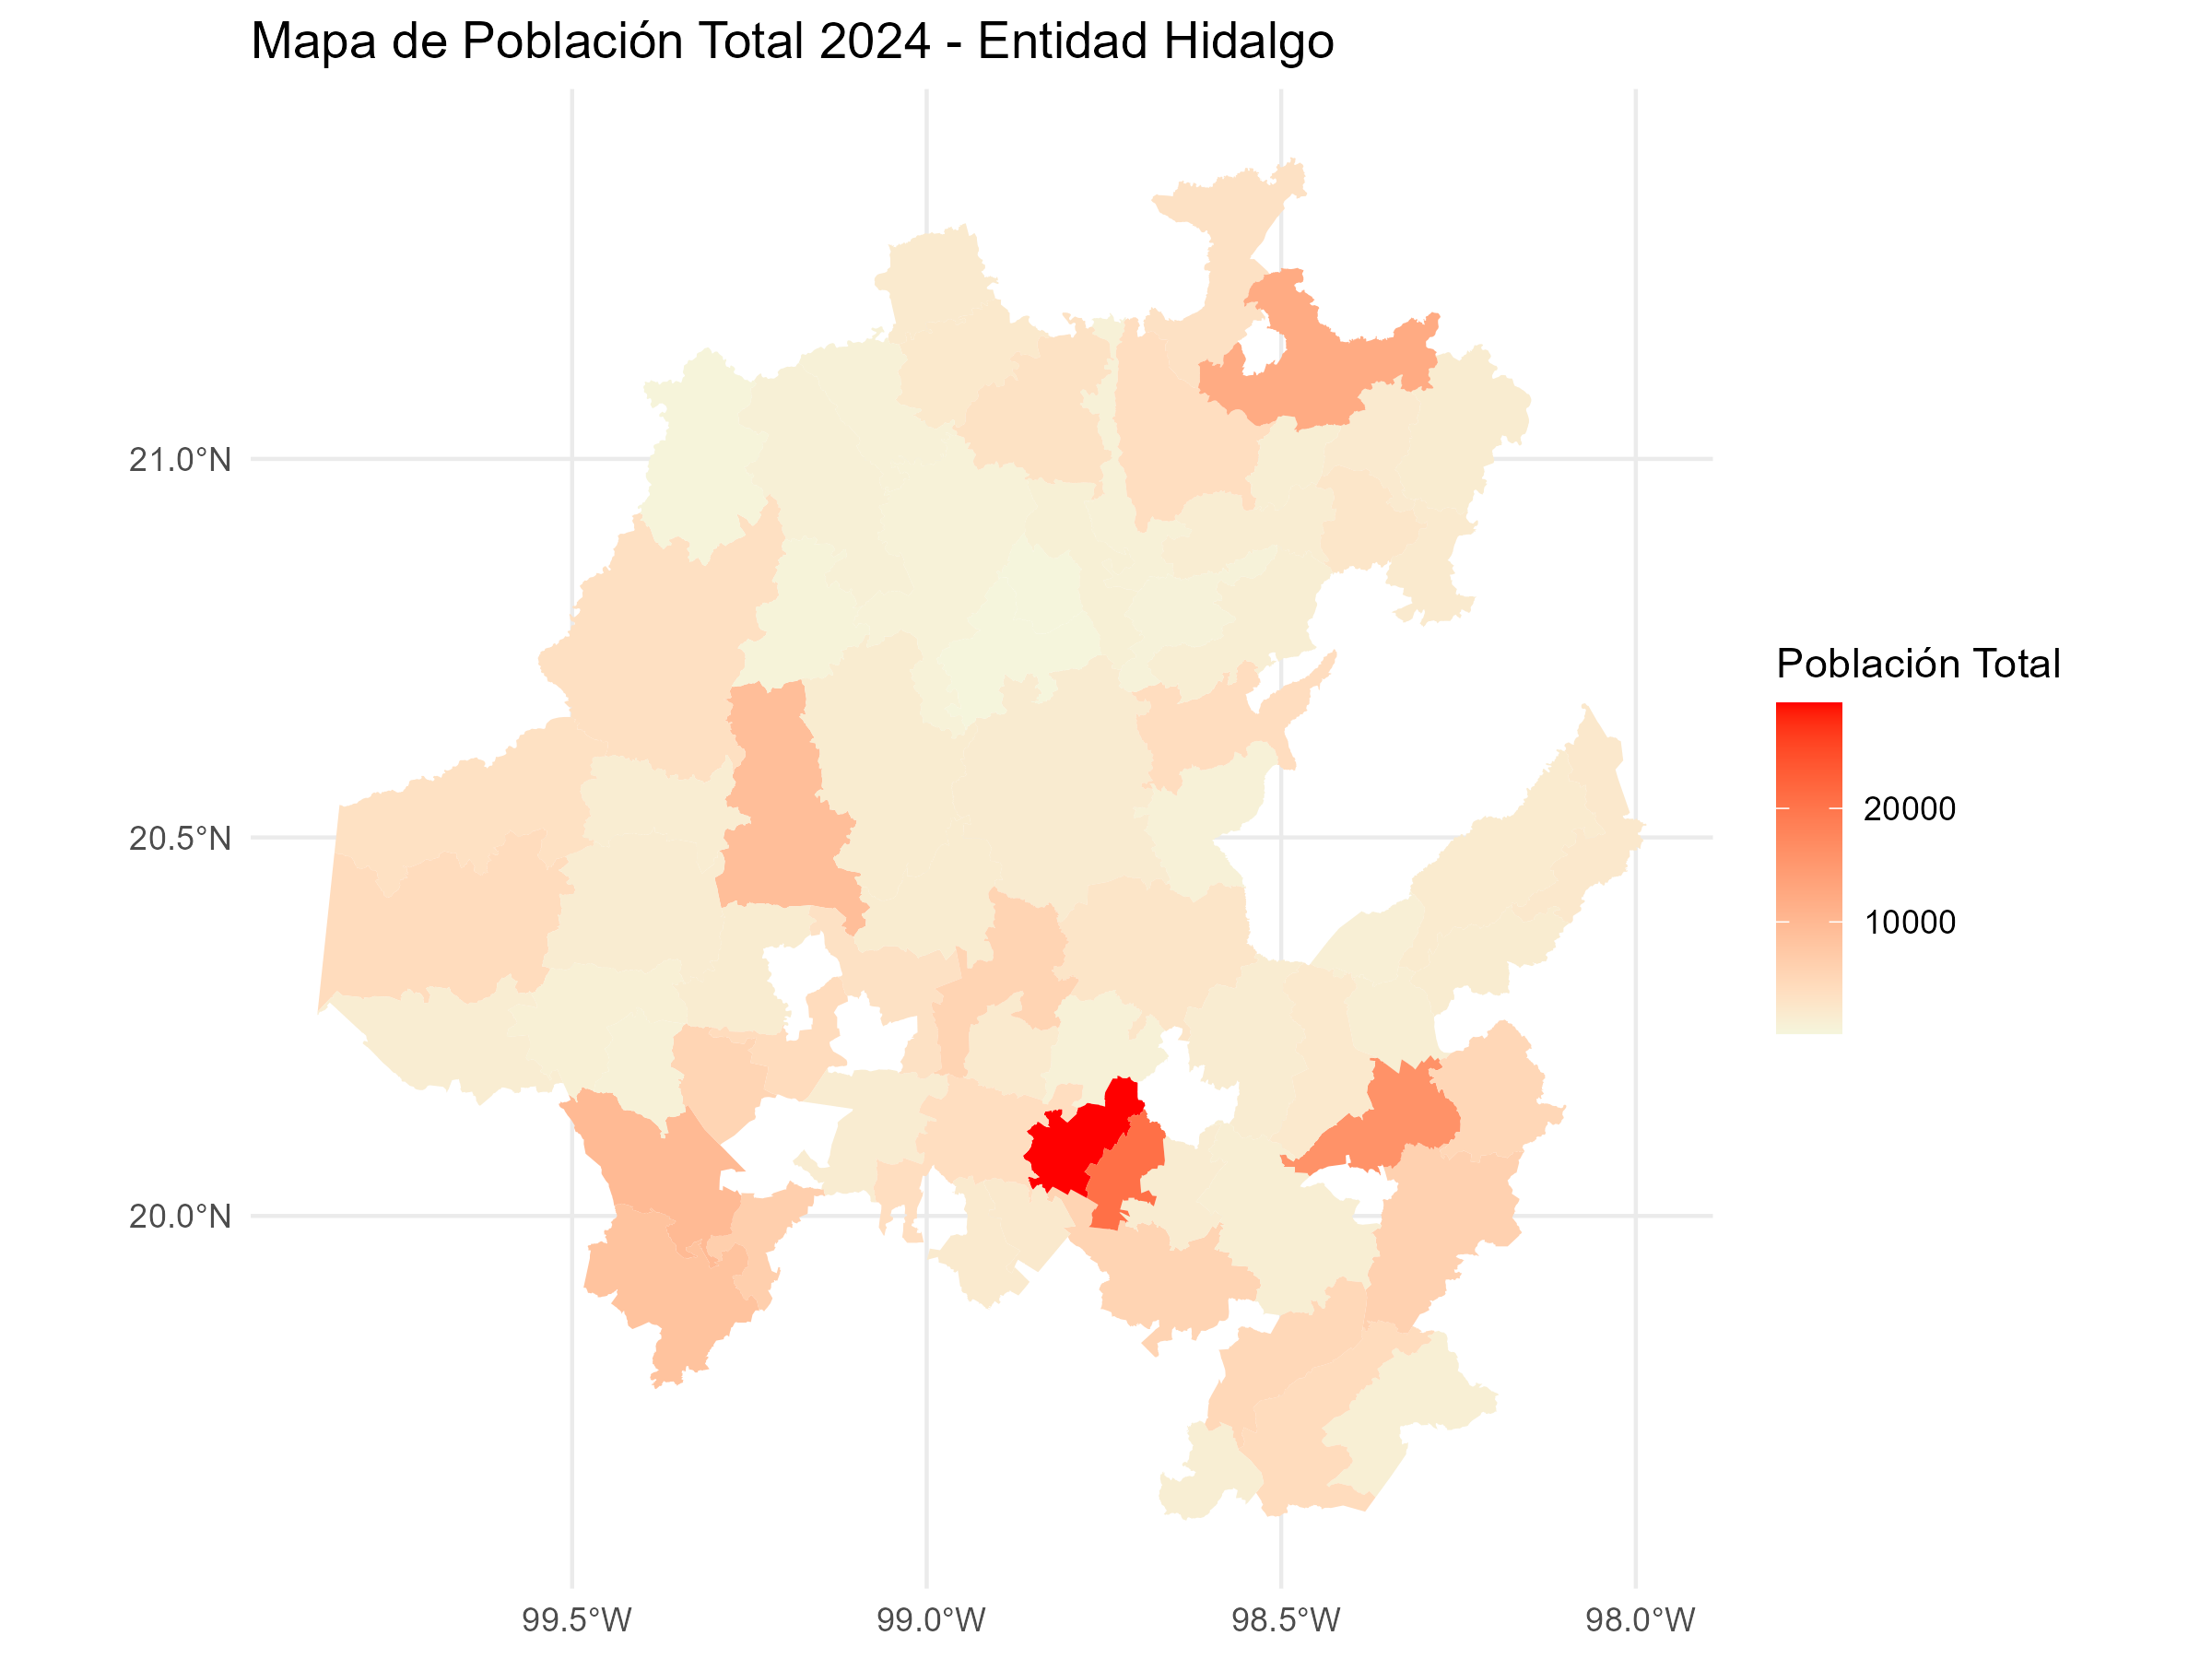 Mapa de Población Total 2024 - Entidad Hidalgo
21.0°N
20.5°N
20.0°N
99.5°W
99.0°W
98.5°W
98.0°W
Población Total
20000
10000